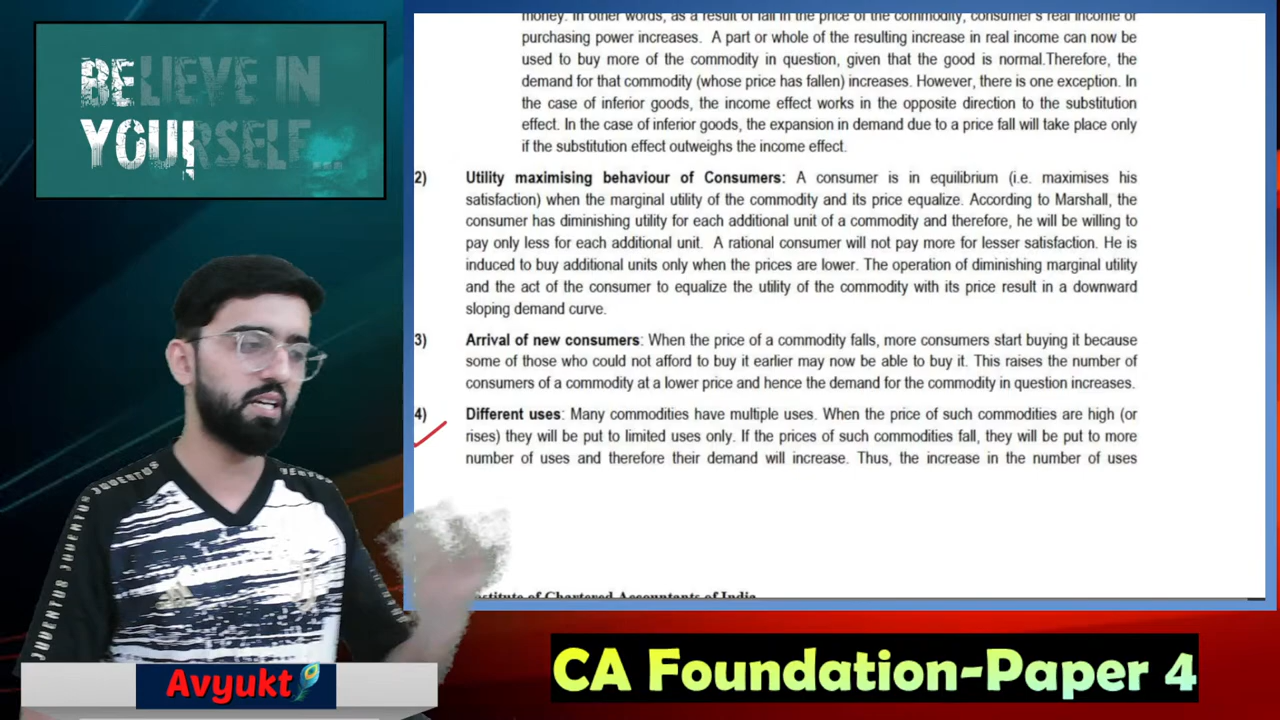 BELIEVE IN
YOURSELF...
money. In other words, as a result of fall in the price of the commodity, consumer's real income or
purchasing power increases. A part or whole of the resulting increase in real income can now be
used to buy more of the commodity in question, given that the good is normal.Therefore, the
demand for that commodity (whose price has fallen) increases. However, there is one exception. In
the case of inferior goods, the income effect works in the opposite direction to the substitution
effect. In the case of inferior goods, the expansion in demand due to a price fall will take place only
if the substitution effect outweighs the income effect.
2) Utility maximising behaviour of Consumers: A consumer is in equilibrium (i.e. maximises his
satisfaction) when the marginal utility of the commodity and its price equalize. According to Marshall, the
consumer has diminishing utility for each additional unit of a commodity and therefore, he will be willing to
pay only less for each additional unit. A rational consumer will not pay more for lesser satisfaction. He is
induced to buy additional units only when the prices are lower. The operation of diminishing marginal utility
and the act of the consumer to equalize the utility of the commodity with its price result in a downward
sloping demand curve.
3) Arrival of new consumers: When the price of a commodity falls, more consumers start buying it because
some of those who could not afford to buy it earlier may now be able to buy it. This raises the number of
consumers of a commodity at a lower price and hence the demand for the commodity in question increases.
4) Different uses: Many commodities have multiple uses. When the price of such commodities are high (or
rises) they will be put to limited uses only. If the prices of such commodities fall, they will be put to more
number of uses and therefore their demand will increase. Thus, the increase in the number of uses
of Chartered Accountants of India
JUVENTUS JUVENTUS
Avyukt
CA Foundation-Paper 4